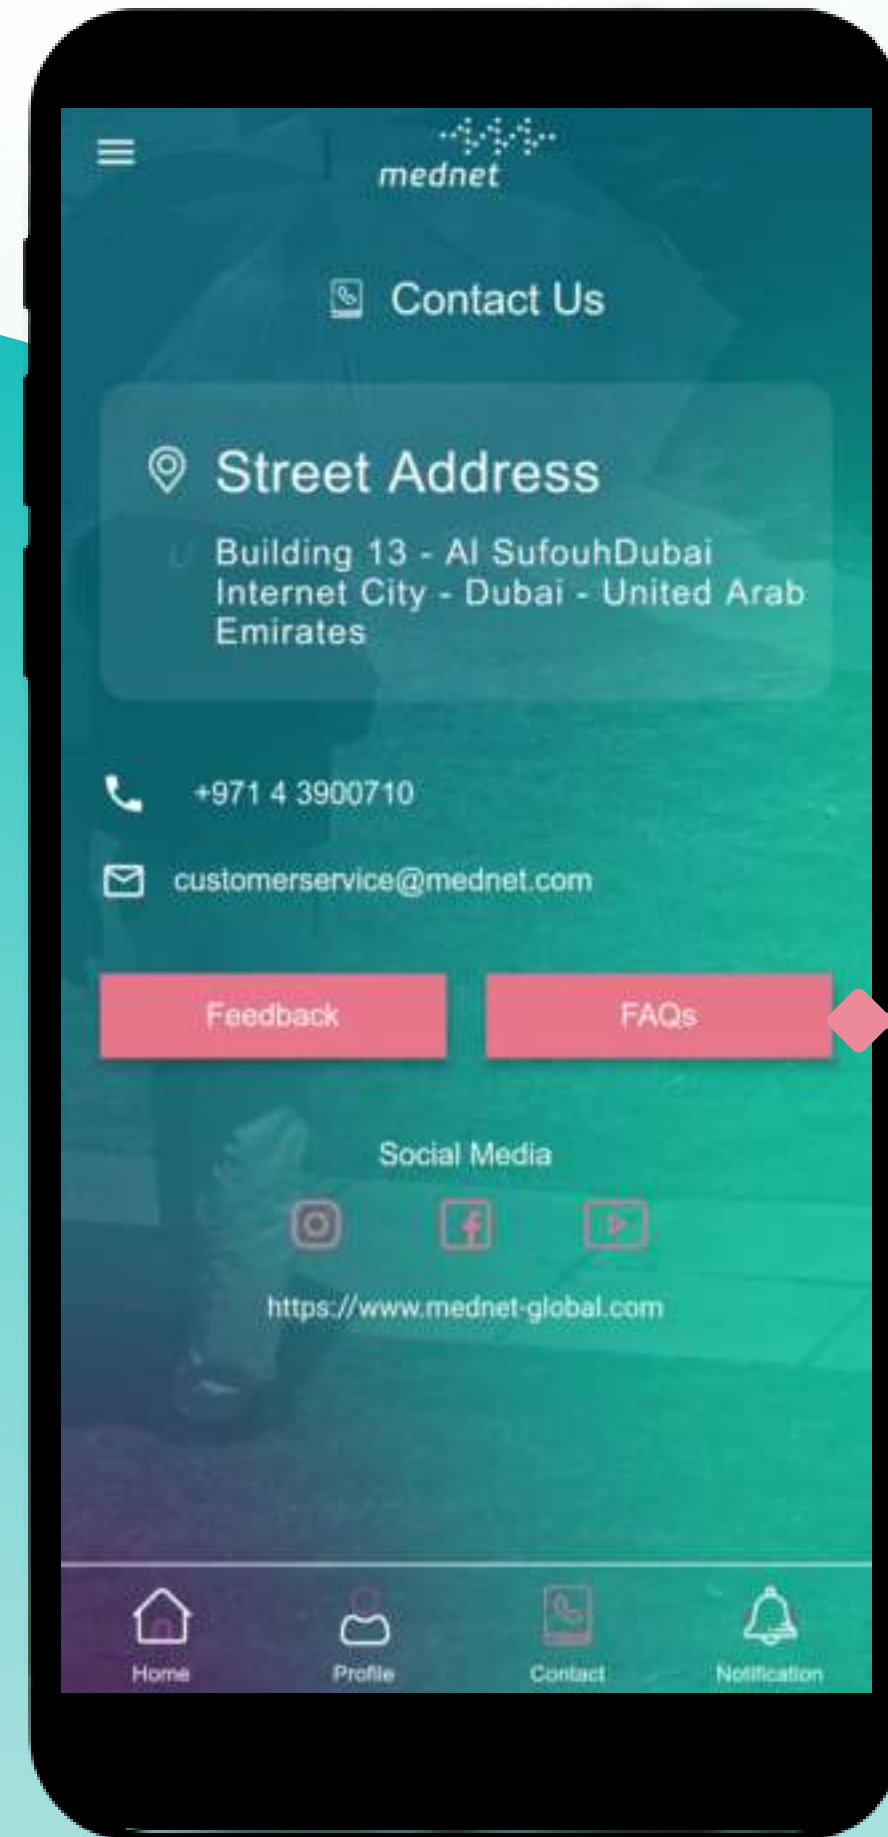 mednet
Contact Us
Street Address
Building 13 - Al SufouhDubai
Internet City - Dubai - United Arab
Emirates
+971 4 3900710
customerservice@mednet.com
Feedback
FAQs
Social Media
https://www.mednet-global.com
Home
Profile
Contact
Notification